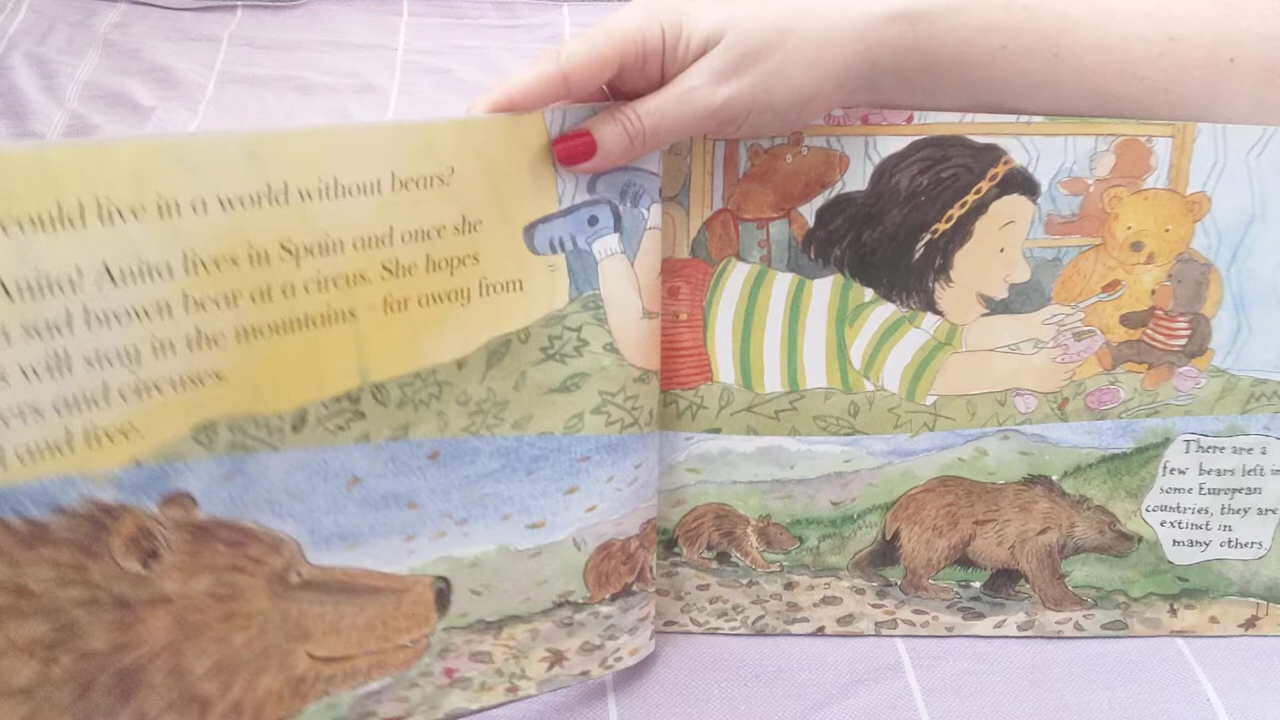 could live in a world without bears?
Anita! Anita lives in Spain and once she
sad brown bear at a circus. She hopes
will stay in the mountains – far away from
and circuses.
and live!
There are a
few bears left in
some European
countries, they are
extinct in
many others.